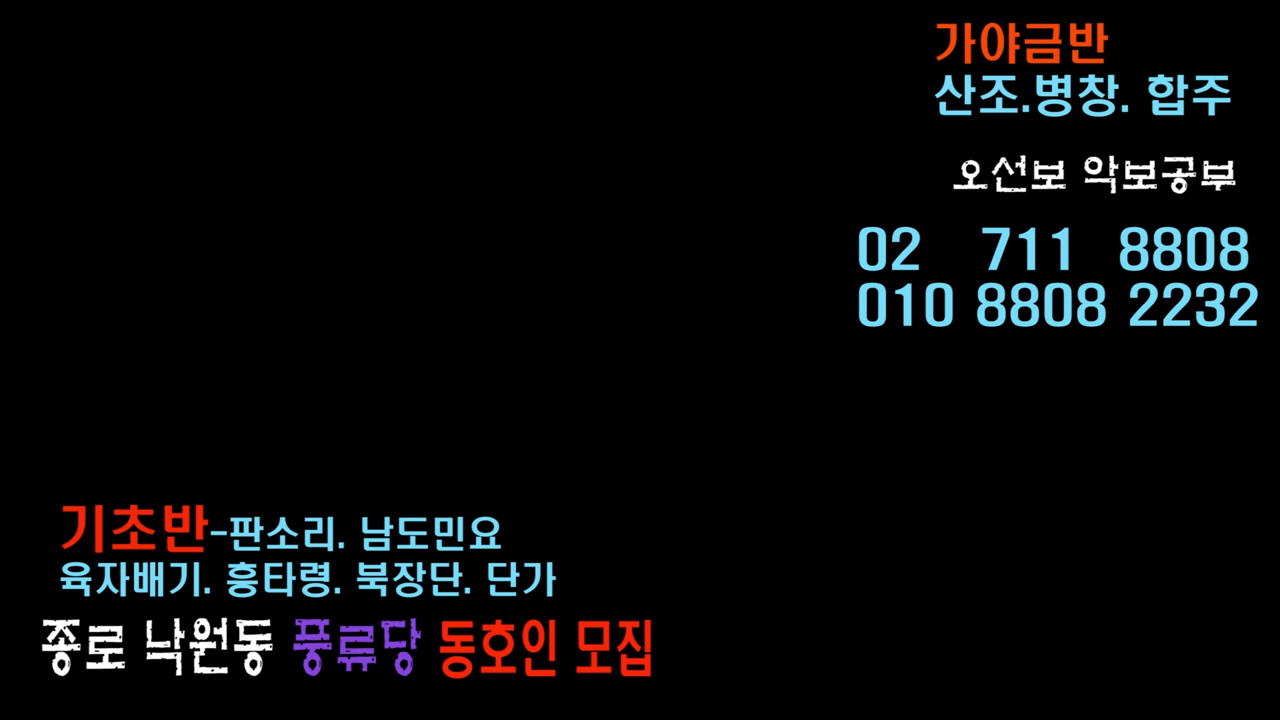 가야금반
산조.병창. 합주
오선보 악보공부
02 711 8808
010 8808 2232
기초반-판소리. 남도민요
육자배기. 흥타령. 북장단. 단가
종로 낙원동 풍류당 동호인 모집